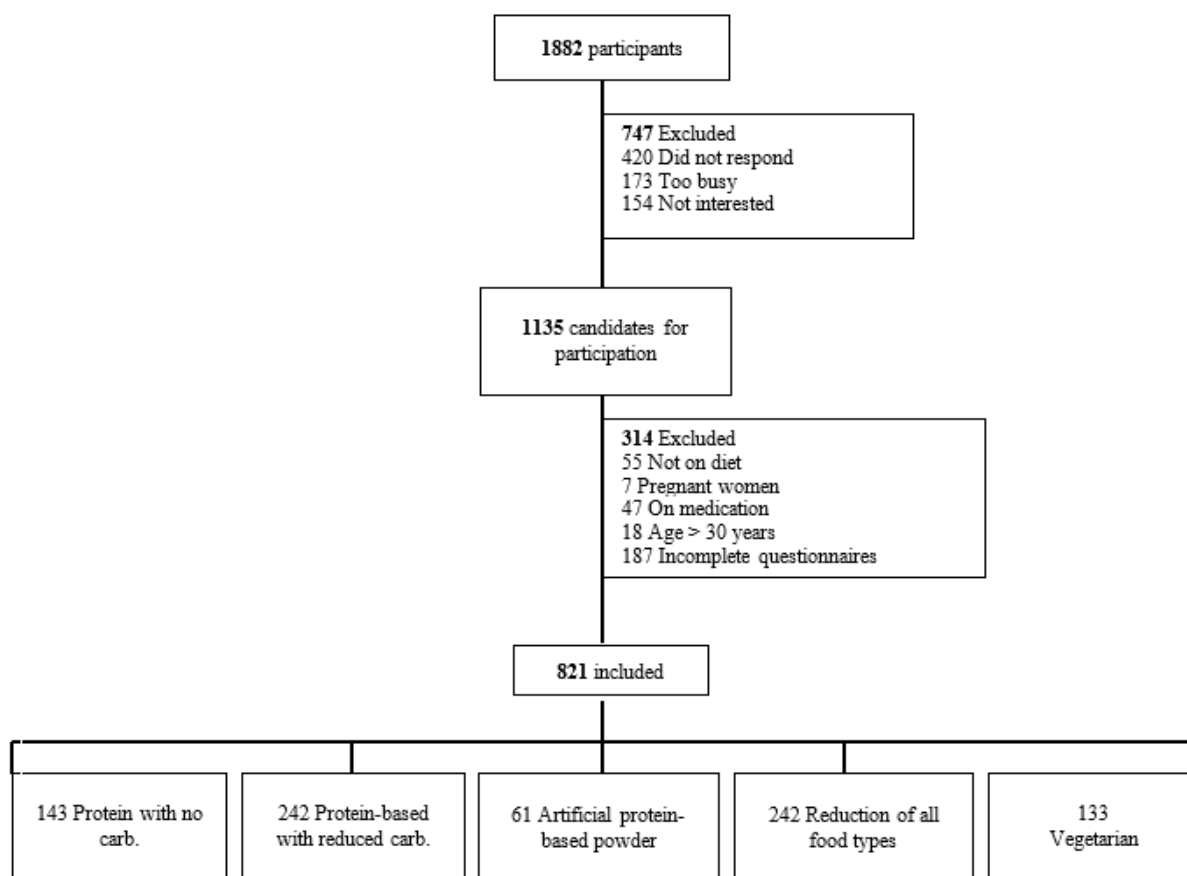 1882 participants
747 Excluded
420 Did not respond
173 Too busy
154 Not interested
1135 candidates for
participation
314 Excluded
55 Not on diet
7 Pregnant women
47 On medication
18 Age > 30 years
187 Incomplete questionnaires
821 included
143 Protein with no
carb.
242 Protein-based
with reduced carb.
61 Artificial protein-
based powder
242 Reduction of all
food types
133
Vegetarian